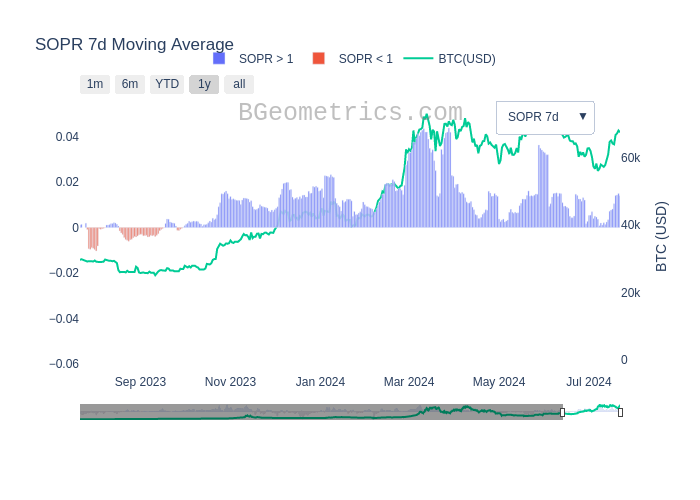 SOPR 7d Moving Average
SOPR > 1 SOPR < 1 BTC(USD)
1m 6m YTD 1y all
BGeometrics.com
SOPR 7d ▼
0.04
0.02
0
−0.02
−0.04
−0.06
60k
40k
20k
0
BTC (USD)
Sep 2023 Nov 2023 Jan 2024 Mar 2024 May 2024 Jul 2024